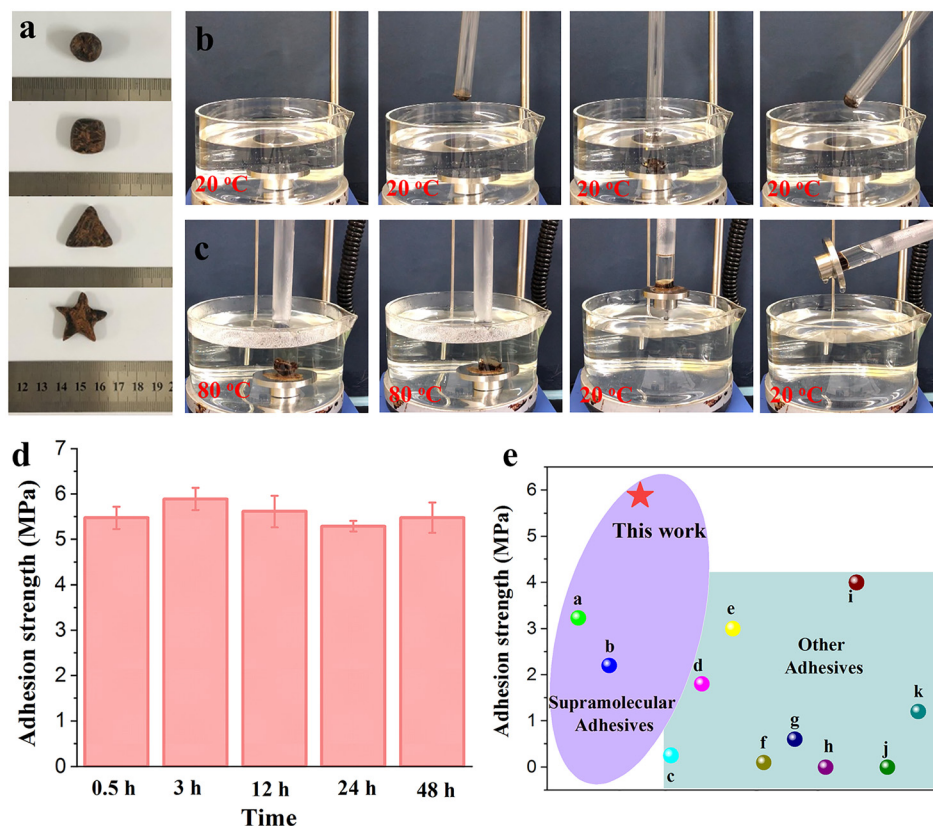 a
12 13 14 15 16 17 18 19 2
b
20 °C
20 °C
20 °C
20 °C
c
80 °C
80 °C
20 °C
20 °C
d
Adhesion strength (MPa)
7
6
5
4
3
2
1
0
0.5 h 3 h 12 h 24 h 48 h
Time
e
Adhesion strength (MPa)
6
5
4
3
2
1
0
This work
a
b
Supramolecular
Adhesives
c
d
e
f
g
h
i
j
k
Other
Adhesives